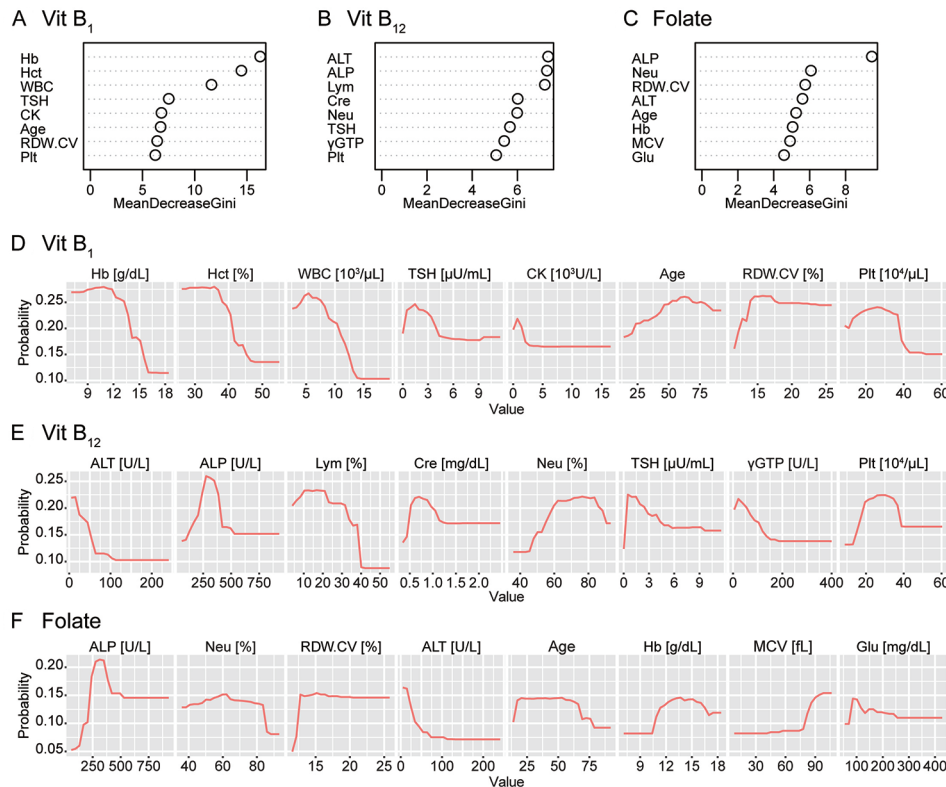 A Vit B1 B Vit B12 C Folate
Hb
Hct
WBC
TSH
CK
Age
RDW.CV
Plt
0 5 10 15
MeanDecreaseGini
ALT
ALP
Lym
Cre
Neu
TSH
γGTP
Plt
0 2 4 6
MeanDecreaseGini
ALP
Neu
RDW.CV
ALT
Age
Hb
MCV
Glu
0 2 4 6 8
MeanDecreaseGini
D Vit B1
Hb [g/dL] Hct [%] WBC [10³/µL] TSH [µU/mL] CK [10³U/L] Age RDW.CV [%] Plt [10⁴/µL]
Probability
0.25
0.20
0.15
0.10
9 12 15 18 30 40 50 5 10 15 0 3 6 9 0 5 10 15 25 50 75 15 20 25 20 40 60
Value
E Vit B12
ALT [U/L] ALP [U/L] Lym [%] Cre [mg/dL] Neu [%] TSH [µU/mL] γGTP [U/L] Plt [10⁴/µL]
Probability
0.25
0.20
0.15
0.10
0 100 200 250 500 750 10 20 30 40 50 0.5 1.0 1.5 2.0 40 60 80 0 3 6 9 0 200 400 20 40 60
Value
F Folate
ALP [U/L] Neu [%] RDW.CV [%] ALT [U/L] Age Hb [g/dL] MCV [fL] Glu [mg/dL]
Probability
0.20
0.15
0.10
0.05
250 500 750 40 60 80 15 20 25 0 100 200 25 50 75 9 12 15 18 70 80 90 100 200 300 400
Value